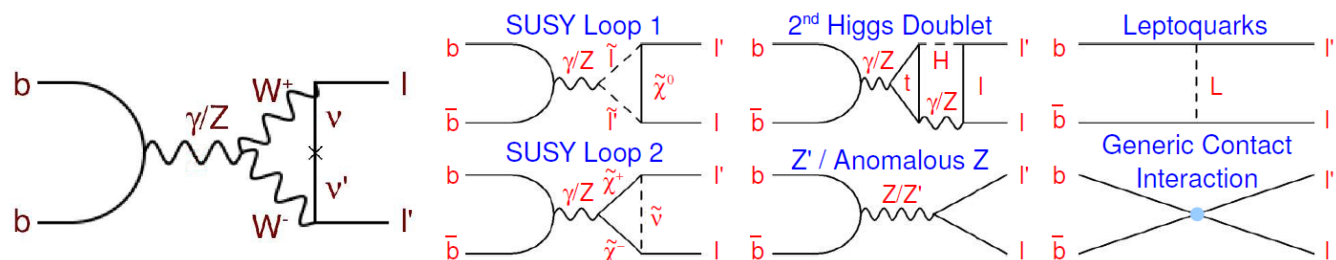 b
b
γ/Z
W⁺
W⁻
ν
ν'
l
l'
SUSY Loop 1
b
b̄
γ/Z
l̃
l̃'
χ̃⁰
l'
l
2nd Higgs Doublet
b
b̄
γ/Z
t
H
γ/Z
l
l'
l
Leptoquarks
b
b̄
L
l'
l
SUSY Loop 2
b
b̄
γ/Z
χ̃⁺
χ̃⁻
ν̃
l'
l
Z' / Anomalous Z
b
b̄
Z/Z'
l'
l
Generic Contact
Interaction
b
b̄
l'
l